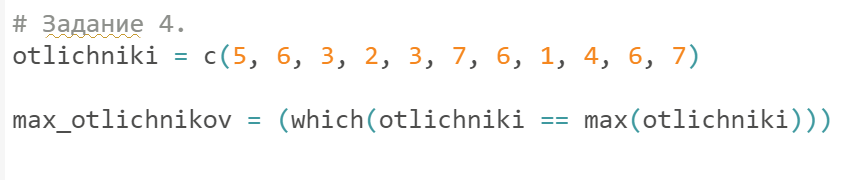 # Задание 4.
otlichniki = c(5, 6, 3, 2, 3, 7, 6, 1, 4, 6, 7)
max_otlichnikov = (which(otlichniki == max(otlichniki)))